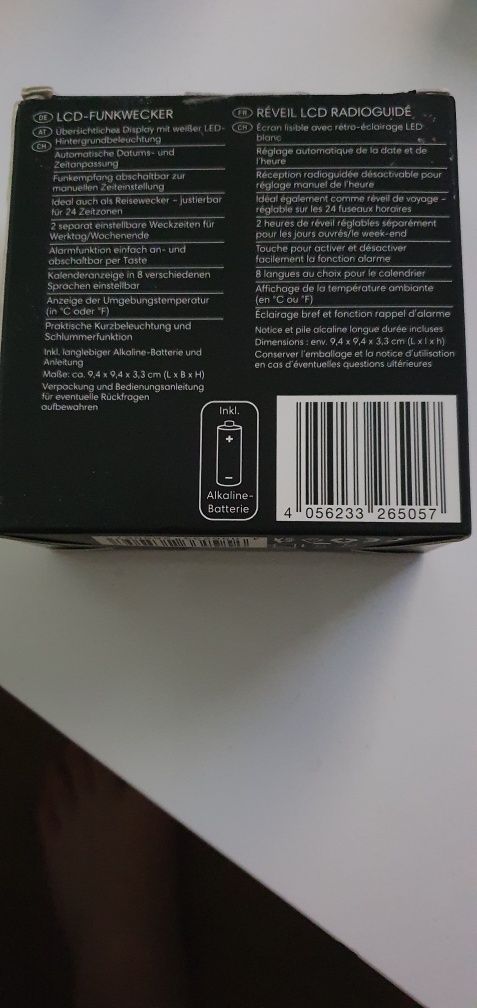 DE LCD-FUNKWECKER
AT Übersichtliches Display mit weißer LED-
CH Hintergrundbeleuchtung
Automatische Datums- und
Zeitanpassung
Funkempfang abschaltbar zur
manuellen Zeiteinstellung
Ideal auch als Reisewecker – justierbar
für 24 Zeitzonen
2 separat einstellbare Weckzeiten für
Werktag/Wochenende
Alarmfunktion einfach an- und
abschaltbar per Taste
Kalenderanzeige in 8 verschiedenen
Sprachen einstellbar
Anzeige der Umgebungstemperatur
(in °C oder °F)
Praktische Kurzbeleuchtung und
Schlummerfunktion
Inkl. langlebiger Alkaline-Batterie und
Anleitung
Maße: ca. 9,4 x 9,4 x 3,3 cm (L x B x H)
Verpackung und Bedienungsanleitung
für eventuelle Rückfragen
aufbewahren
FR RÉVEIL LCD RADIOGUIDÉ
CH Écran lisible avec rétro-éclairage LED
blanc
Réglage automatique de la date et de
l'heure
Réception radioguidée désactivable pour
réglage manuel de l'heure
Idéal également comme réveil de voyage –
réglable sur les 24 fuseaux horaires
2 heures de réveil réglables séparément
pour les jours ouvrés/le week-end
Touche pour activer et désactiver
facilement la fonction alarme
8 langues au choix pour le calendrier
Affichage de la température ambiante
(en °C ou °F)
Éclairage bref et fonction rappel d'alarme
Notice et pile alcaline longue durée incluses
Dimensions : env. 9,4 x 9,4 x 3,3 cm (L x l x h)
Conserver l'emballage et la notice d'utilisation
en cas d'éventuelles questions ultérieures
Inkl.
+
–
Alkaline-
Batterie
4 056233 265057